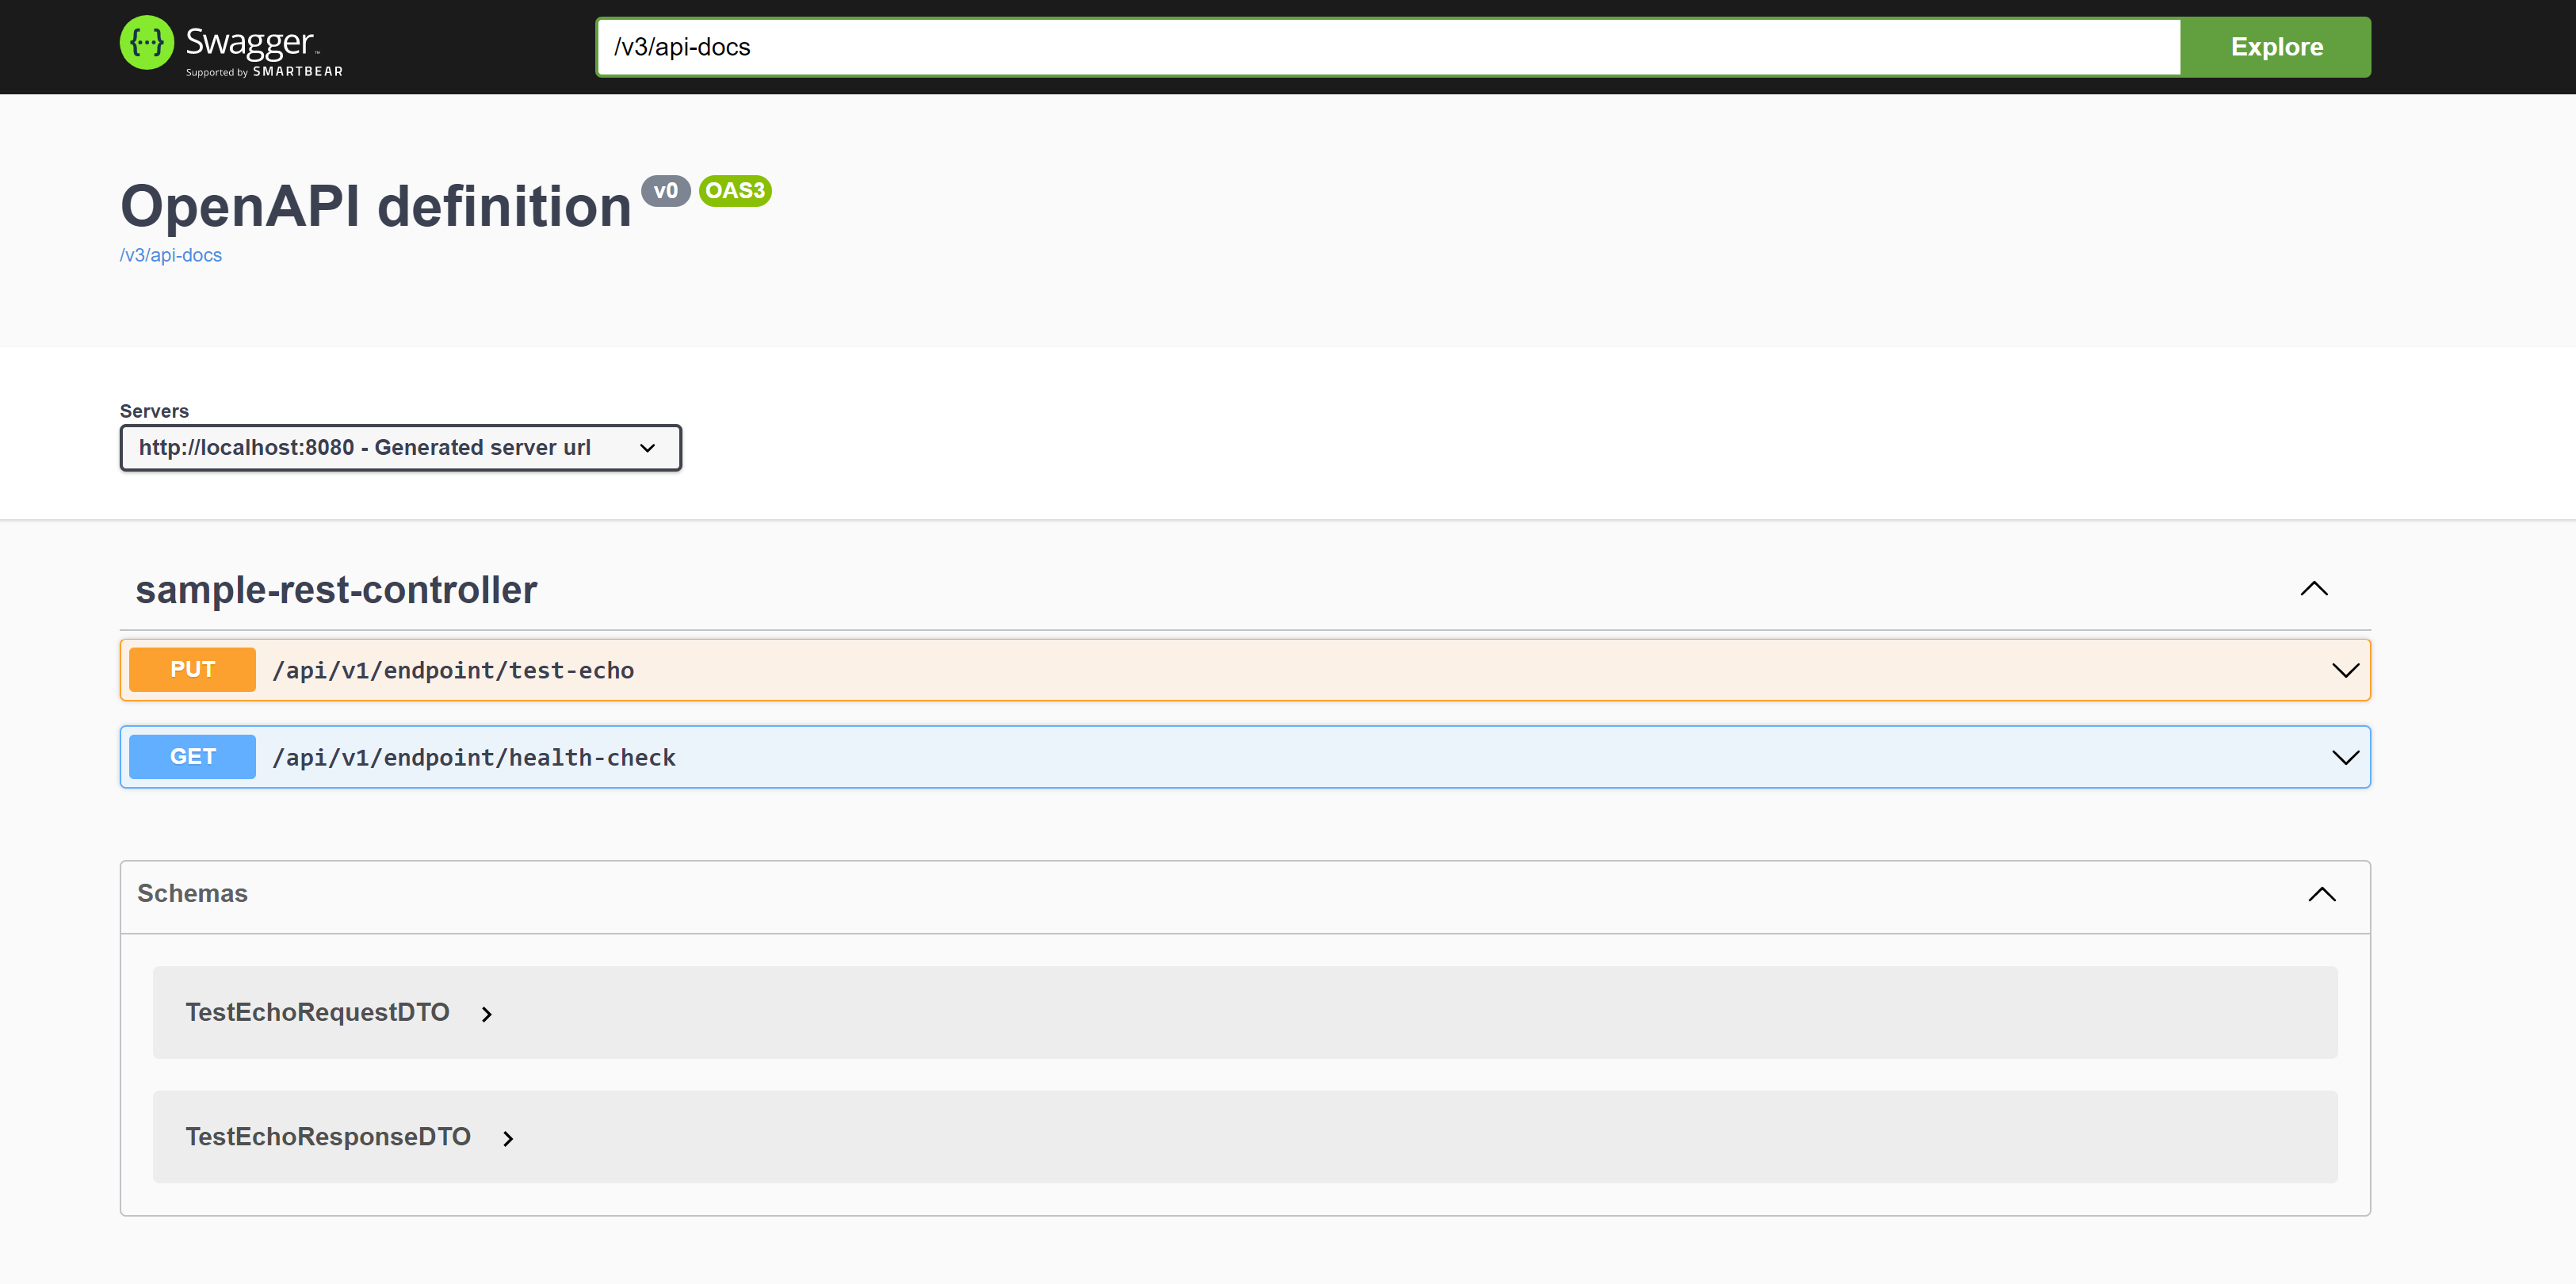 {···} Swagger™
Supported by SMARTBEAR
/v3/api-docs
Explore
OpenAPI definition v0 OAS3
/v3/api-docs
Servers
http://localhost:8080 - Generated server url
sample-rest-controller
PUT /api/v1/endpoint/test-echo
GET /api/v1/endpoint/health-check
Schemas
TestEchoRequestDTO
TestEchoResponseDTO